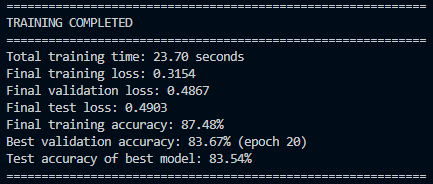 ============================================================
TRAINING COMPLETED
============================================================
Total training time: 23.70 seconds
Final training loss: 0.3154
Final validation loss: 0.4867
Final test loss: 0.4903
Final training accuracy: 87.48%
Best validation accuracy: 83.67% (epoch 20)
Test accuracy of best model: 83.54%
============================================================